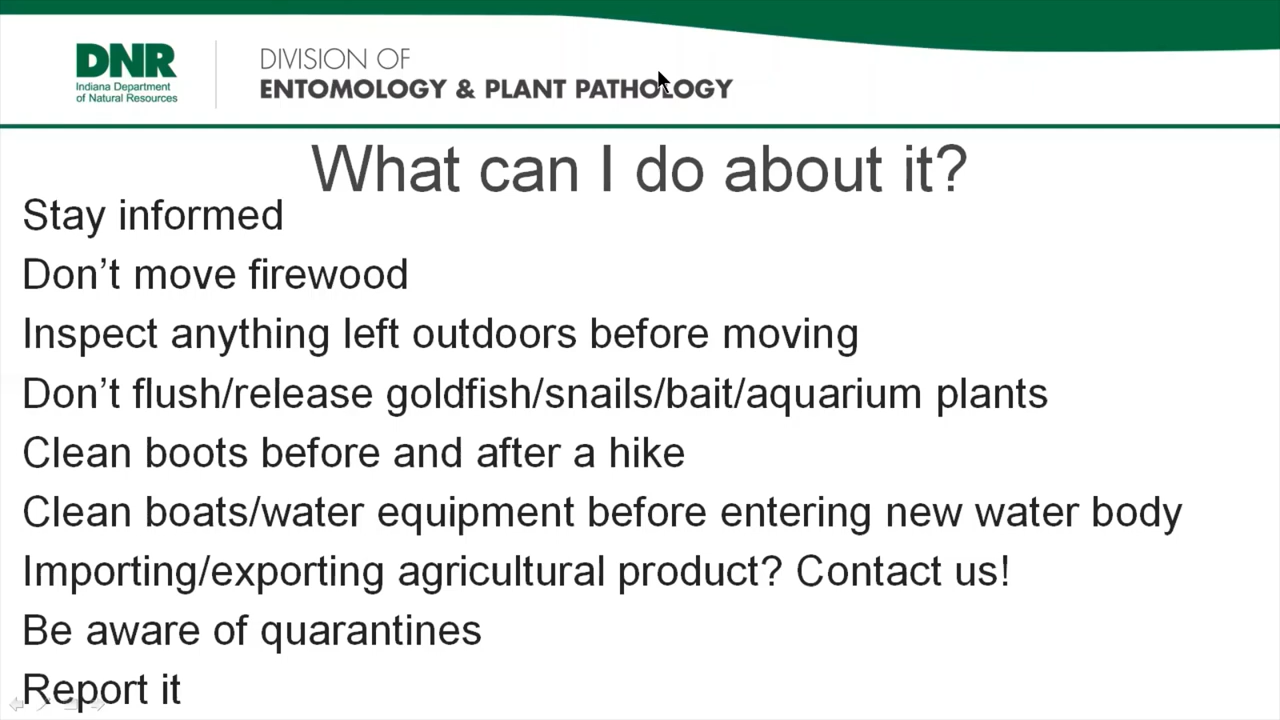 DNR
Indiana Department
of Natural Resources
DIVISION OF
ENTOMOLOGY & PLANT PATHOLOGY
What can I do about it?
Stay informed
Don’t move firewood
Inspect anything left outdoors before moving
Don’t flush/release goldfish/snails/bait/aquarium plants
Clean boots before and after a hike
Clean boats/water equipment before entering new water body
Importing/exporting agricultural product? Contact us!
Be aware of quarantines
Report it